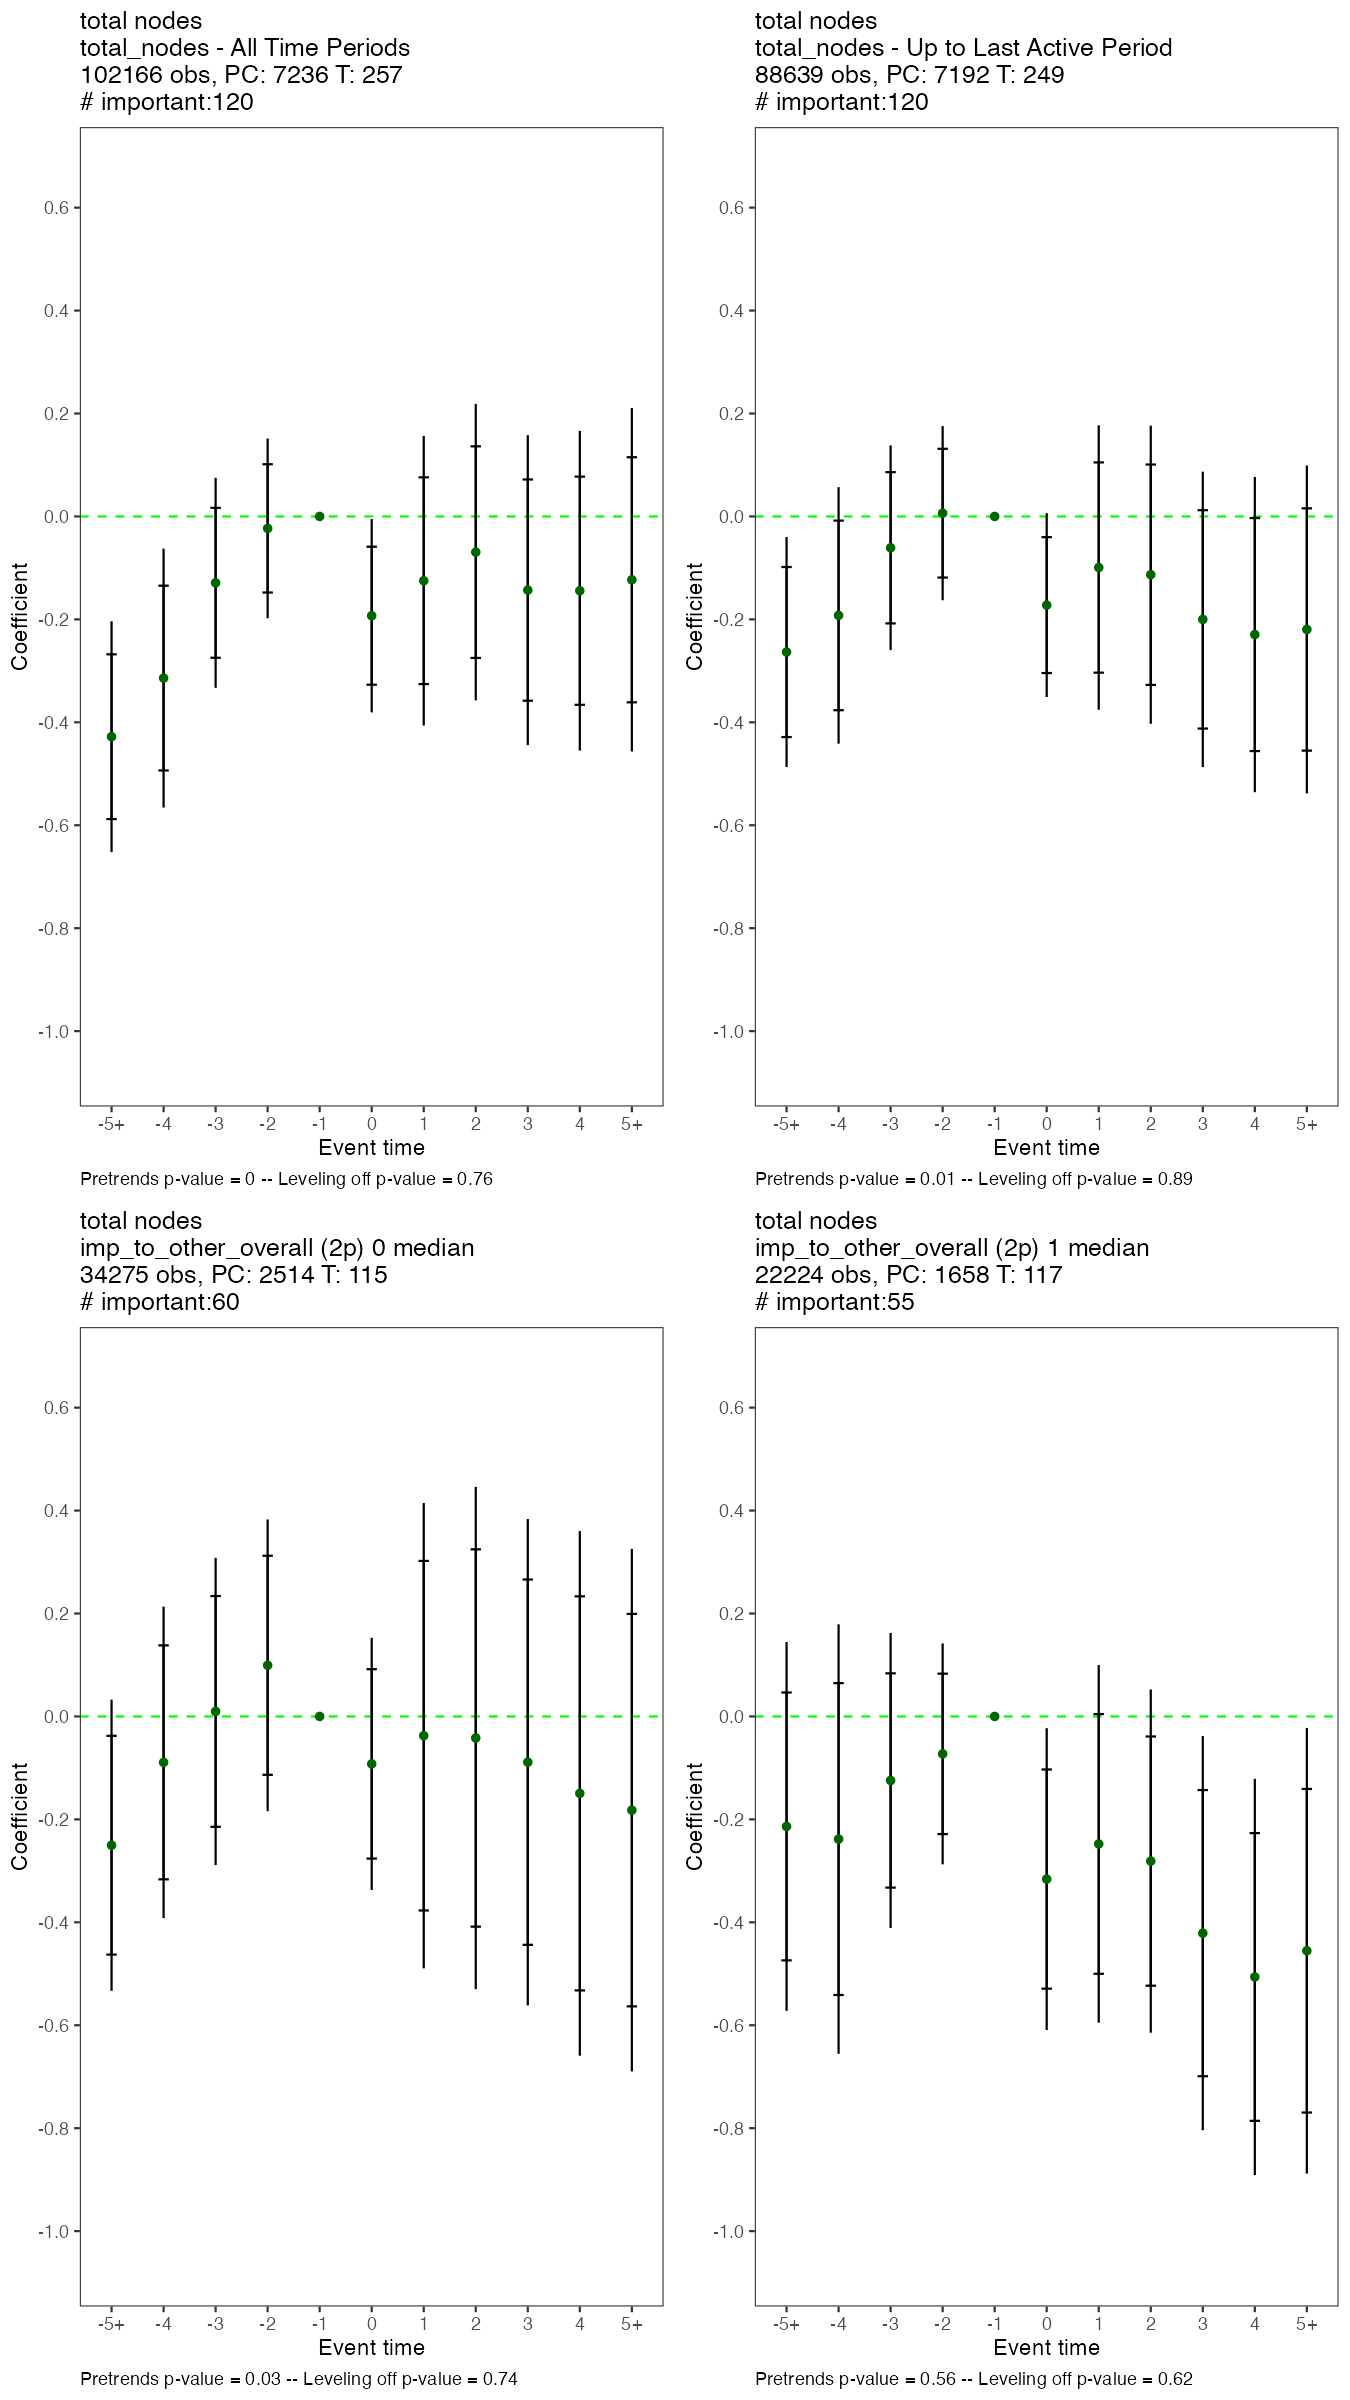 total nodes
total_nodes - All Time Periods
102166 obs, PC: 7236 T: 257
# important:120
0.6
0.4
0.2
0.0
-0.2
-0.4
-0.6
-0.8
-1.0
Coefficient
-5+ -4 -3 -2 -1 0 1 2 3 4 5+
Event time
Pretrends p-value = 0 -- Leveling off p-value = 0.76
total nodes
total_nodes - Up to Last Active Period
88639 obs, PC: 7192 T: 249
# important:120
0.6
0.4
0.2
0.0
-0.2
-0.4
-0.6
-0.8
-1.0
Coefficient
-5+ -4 -3 -2 -1 0 1 2 3 4 5+
Event time
Pretrends p-value = 0.01 -- Leveling off p-value = 0.89
total nodes
imp_to_other_overall (2p) 0 median
34275 obs, PC: 2514 T: 115
# important:60
0.6
0.4
0.2
0.0
-0.2
-0.4
-0.6
-0.8
-1.0
Coefficient
-5+ -4 -3 -2 -1 0 1 2 3 4 5+
Event time
Pretrends p-value = 0.03 -- Leveling off p-value = 0.74
total nodes
imp_to_other_overall (2p) 1 median
22224 obs, PC: 1658 T: 117
# important:55
0.6
0.4
0.2
0.0
-0.2
-0.4
-0.6
-0.8
-1.0
Coefficient
-5+ -4 -3 -2 -1 0 1 2 3 4 5+
Event time
Pretrends p-value = 0.56 -- Leveling off p-value = 0.62